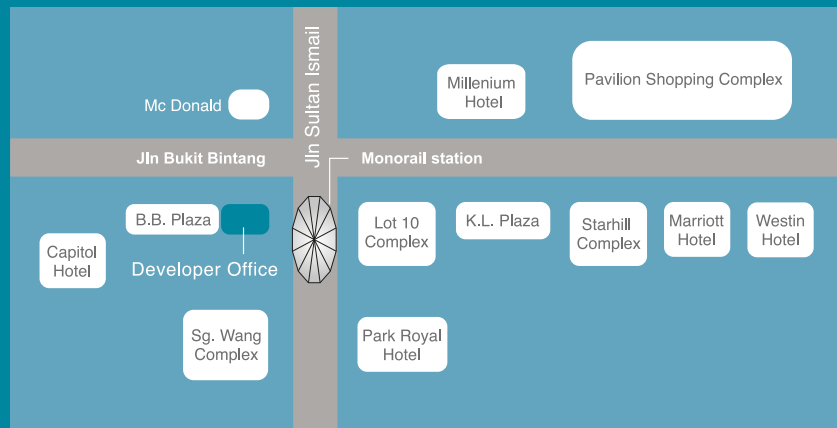 Jln Sultan Ismail
Millenium
Hotel
Pavilion Shopping Complex
Mc Donald
Jln Bukit Bintang
Monorail station
B.B. Plaza
Lot 10
Complex
K.L. Plaza
Starhill
Complex
Marriott
Hotel
Westin
Hotel
Capitol
Hotel
Developer Office
Sg. Wang
Complex
Park Royal
Hotel